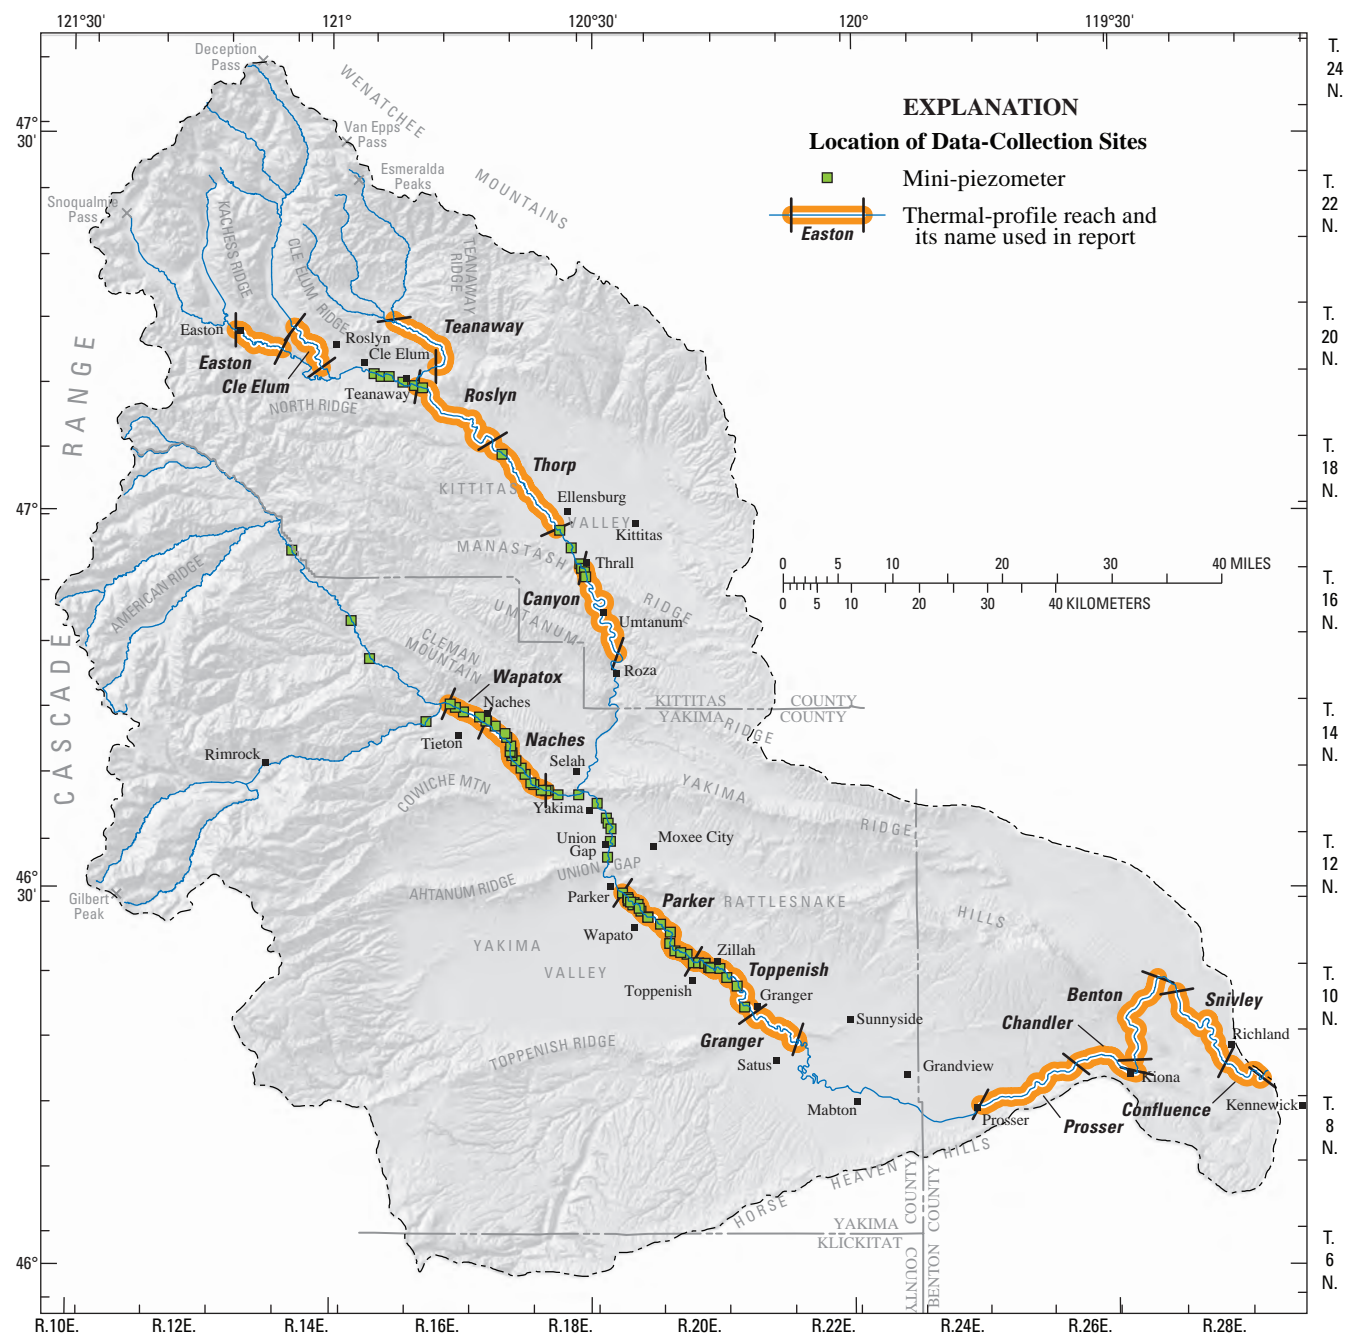 121°30'
121°
120°30'
120°
119°30'
Deception
Pass
WENATCHEE
MOUNTAINS
T.
24
N.
47°
30'
Van Epps
Pass
EXPLANATION
Location of Data-Collection Sites
Mini-piezometer
Thermal-profile reach and
its name used in report
Easton
Esmeralda
Peaks
T.
22
N.
Snoqualmie
Pass
KACHESS RIDGE
CLE ELUM RIDGE
TEANAWAY
RIDGE
T.
20
N.
Easton
Easton
Cle Elum
Roslyn
Cle Elum
Teanaway
Teanaway
NORTH RIDGE
Roslyn
CASCADE RANGE
T.
18
N.
Thorp
KITTITAS
VALLEY
Ellensburg
Kittitas
47°
MANASTASH
RIDGE
Thrall
0 10 20 30 40 MILES
0 5 10 20 30 40 KILOMETERS
T.
16
N.
AMERICAN RIDGE
Canyon
UMTANUM
RIDGE
Umtanum
CLEMAN
MOUNTAIN
Roza
Wapatox
Naches
KITTITAS COUNTY
YAKIMA COUNTY
T.
14
N.
Tieton
Naches
Rimrock
Selah
COWICHE MTN
YAKIMA
RIDGE
Yakima
Union
Gap
Moxee City
T.
12
N.
UNION GAP
AHTANUM RIDGE
46°
30'
Gilbert
Peak
Parker
Parker
RATTLESNAKE
HILLS
Wapato
YAKIMA
VALLEY
Zillah
Toppenish
Toppenish
Granger
T.
10
N.
Benton
Snivley
Chandler
Richland
Granger
Sunnyside
TOPPENISH RIDGE
Satus
Grandview
Kiona
Confluence
Kennewick
Mabton
Prosser
Prosser
T.
8
N.
HORSE HEAVEN HILLS
YAKIMA COUNTY
KLICKITAT COUNTY
BENTON COUNTY
46°
T.
6
N.
R.10E.
R.12E.
R.14E.
R.16E.
R.18E.
R.20E.
R.22E.
R.24E.
R.26E.
R.28E.